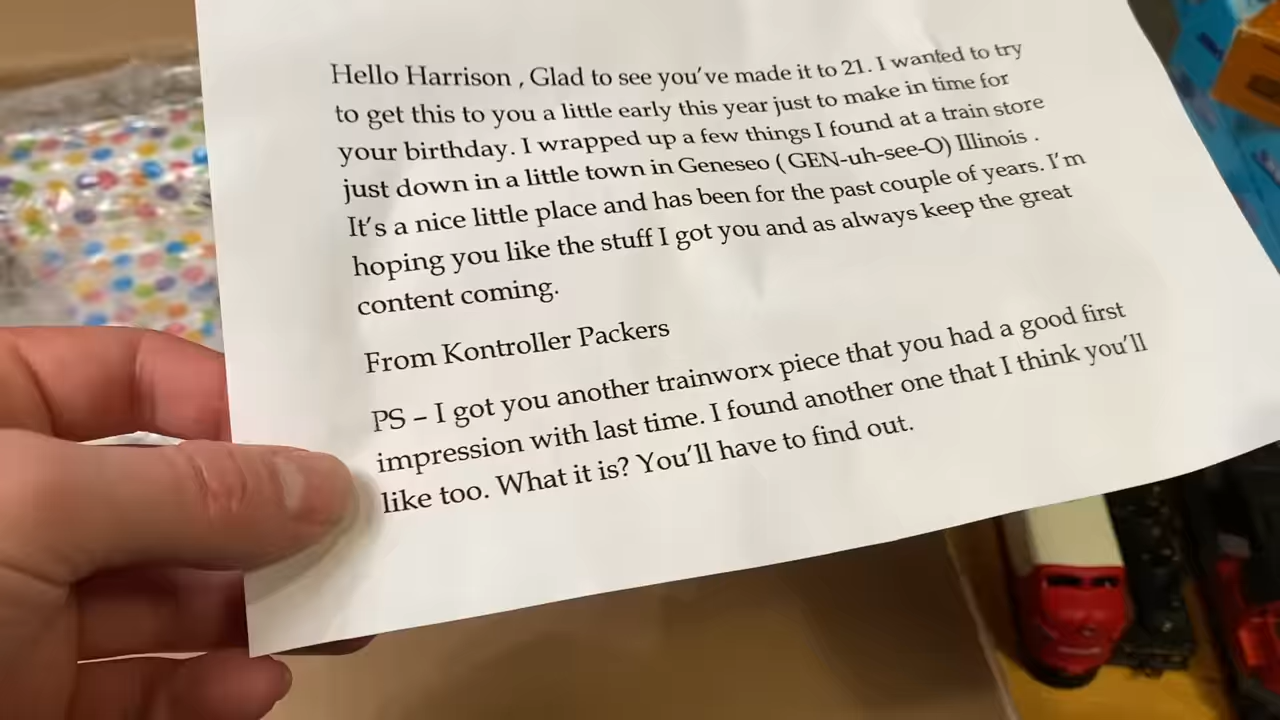 Hello Harrison , Glad to see you've made it to 21. I wanted to try
to get this to you a little early this year just to make in time for
your birthday. I wrapped up a few things I found at a train store
just down in a little town in Geneseo ( GEN-uh-see-O) Illinois .
It's a nice little place and has been for the past couple of years. I'm
hoping you like the stuff I got you and as always keep the great
content coming.
From Kontroller Packers
PS – I got you another trainworx piece that you had a good first
impression with last time. I found another one that I think you'll
like too. What it is? You'll have to find out.